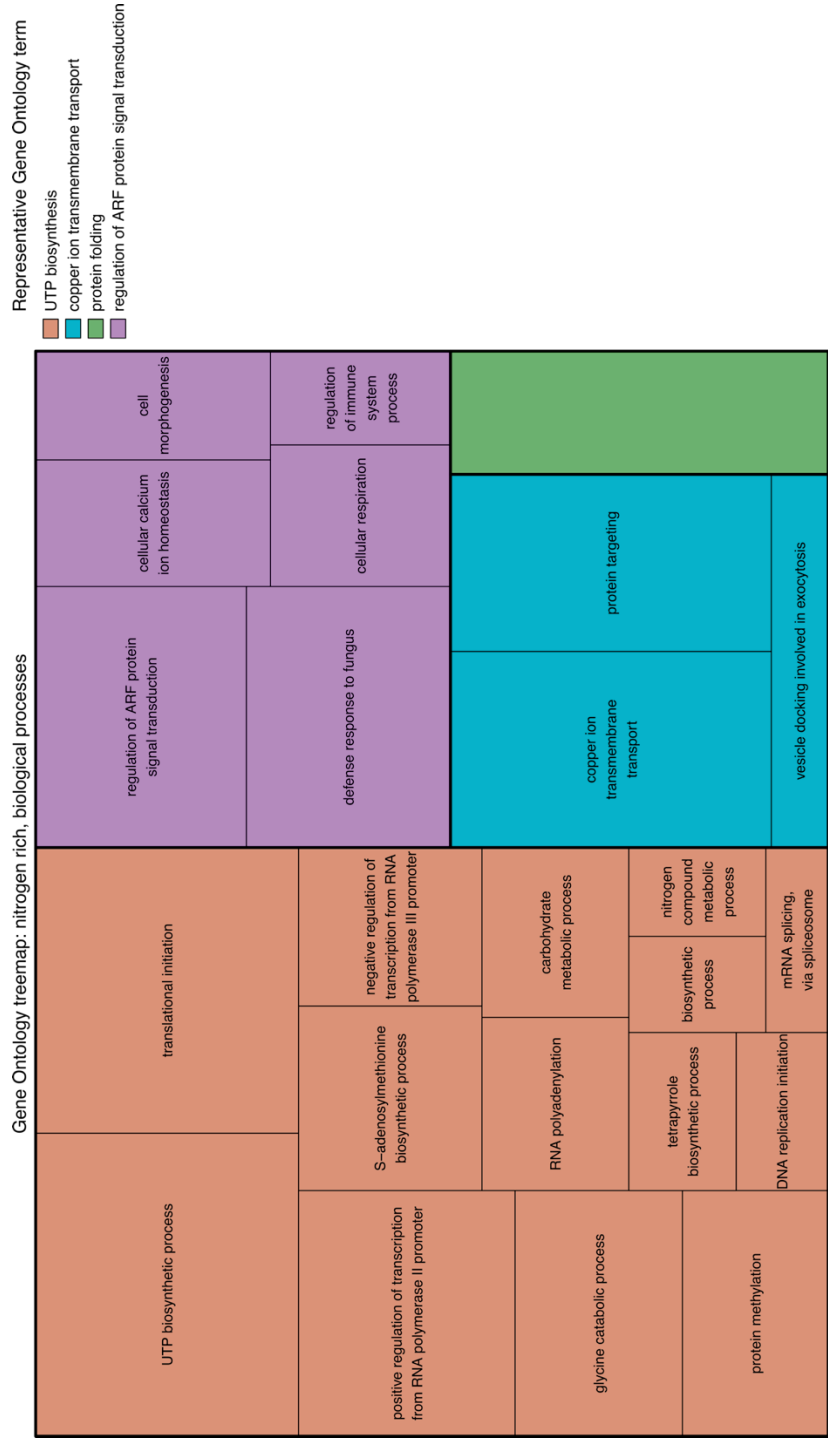 Gene Ontology treemap: nitrogen rich, biological processes
Representative Gene Ontology term
UTP biosynthesis
copper ion transmembrane transport
protein folding
regulation of ARF protein signal transduction
UTP biosynthetic process
translational initiation
regulation of ARF protein
signal transduction
cellular calcium
ion homeostasis
cell
morphogenesis
positive regulation of transcription
from RNA polymerase II promoter
S−adenosylmethionine
biosynthetic process
negative regulation of
transcription from RNA
polymerase III promoter
defense response to fungus
cellular respiration
regulation
of immune
system
process
glycine catabolic process
RNA polyadenylation
carbohydrate
metabolic process
copper ion
transmembrane
transport
protein targeting
protein methylation
tetrapyrrole
biosynthetic process
biosynthetic
process
nitrogen
compound
metabolic
process
DNA replication initiation
mRNA splicing,
via spliceosome
vesicle docking involved in exocytosis